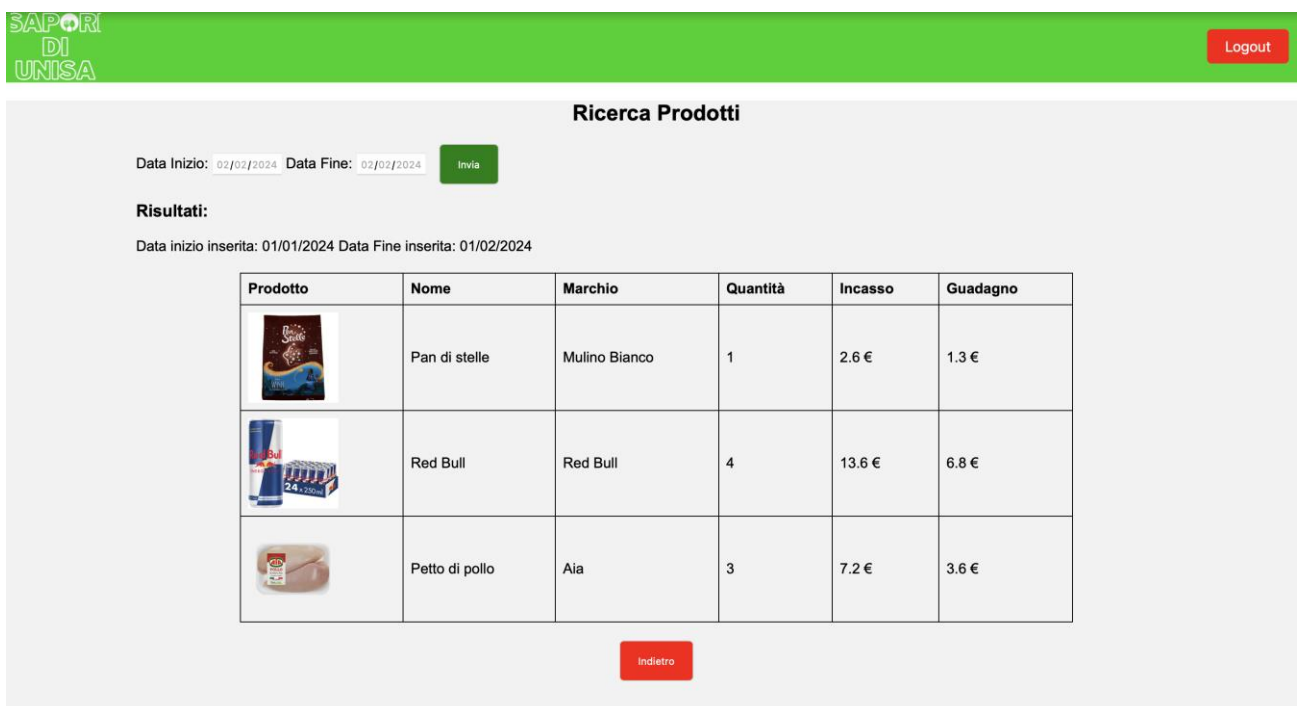 SAPORI
DI
UNISA
Logout
Ricerca Prodotti
Data Inizio: 02/02/2024 Data Fine: 02/02/2024 Invia
Risultati:
Data inizio inserita: 01/01/2024 Data Fine inserita: 01/02/2024
Prodotto Nome Marchio Quantità Incasso Guadagno
Pan di stelle Mulino Bianco 1 2.6 € 1.3 €
Red Bull Red Bull 4 13.6 € 6.8 €
24 x 250ml
Petto di pollo Aia 3 7.2 € 3.6 €
Indietro